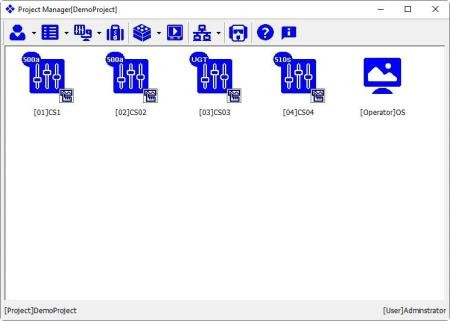 Project Manager[DemoProject]
500a
500a
UGT
510s
[01]CS1
[02]CS02
[03]CS03
[04]CS04
[Operator]OS
[Project]DemoProject
[User]Adminstrator